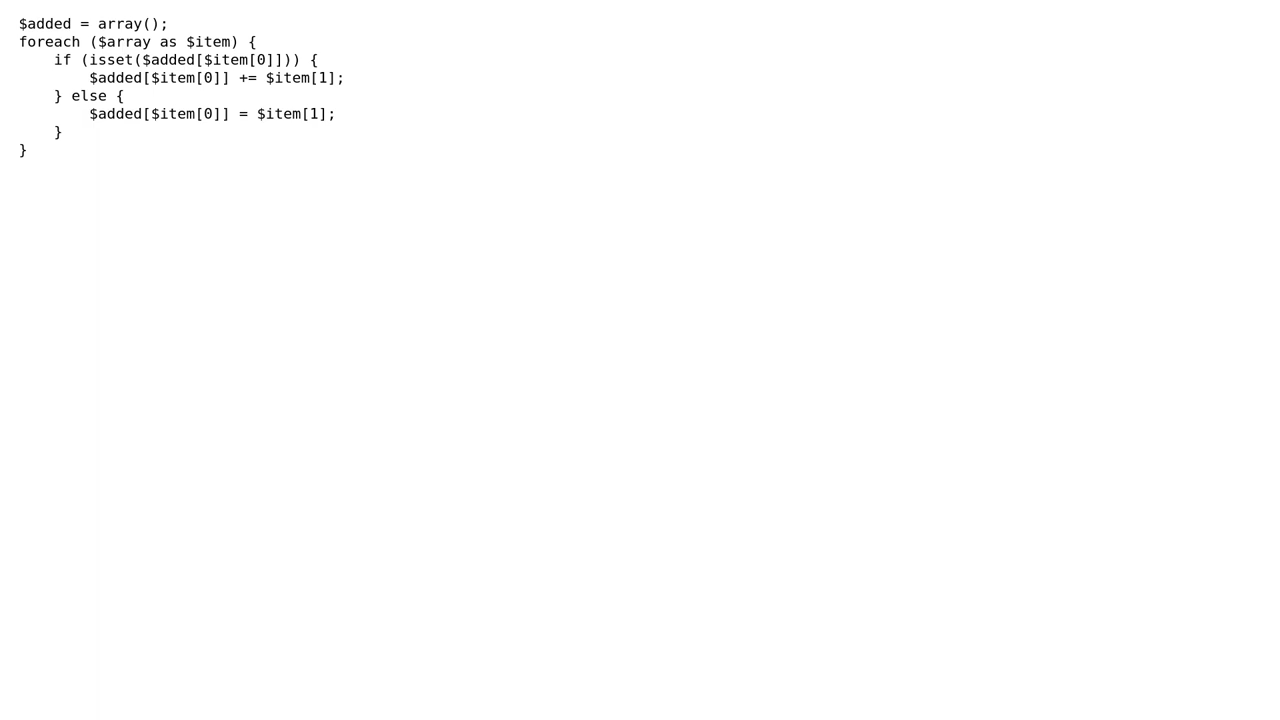 $added = array();
foreach ($array as $item) {
    if (isset($added[$item[0]])) {
        $added[$item[0]] += $item[1];
    } else {
        $added[$item[0]] = $item[1];
    }
}